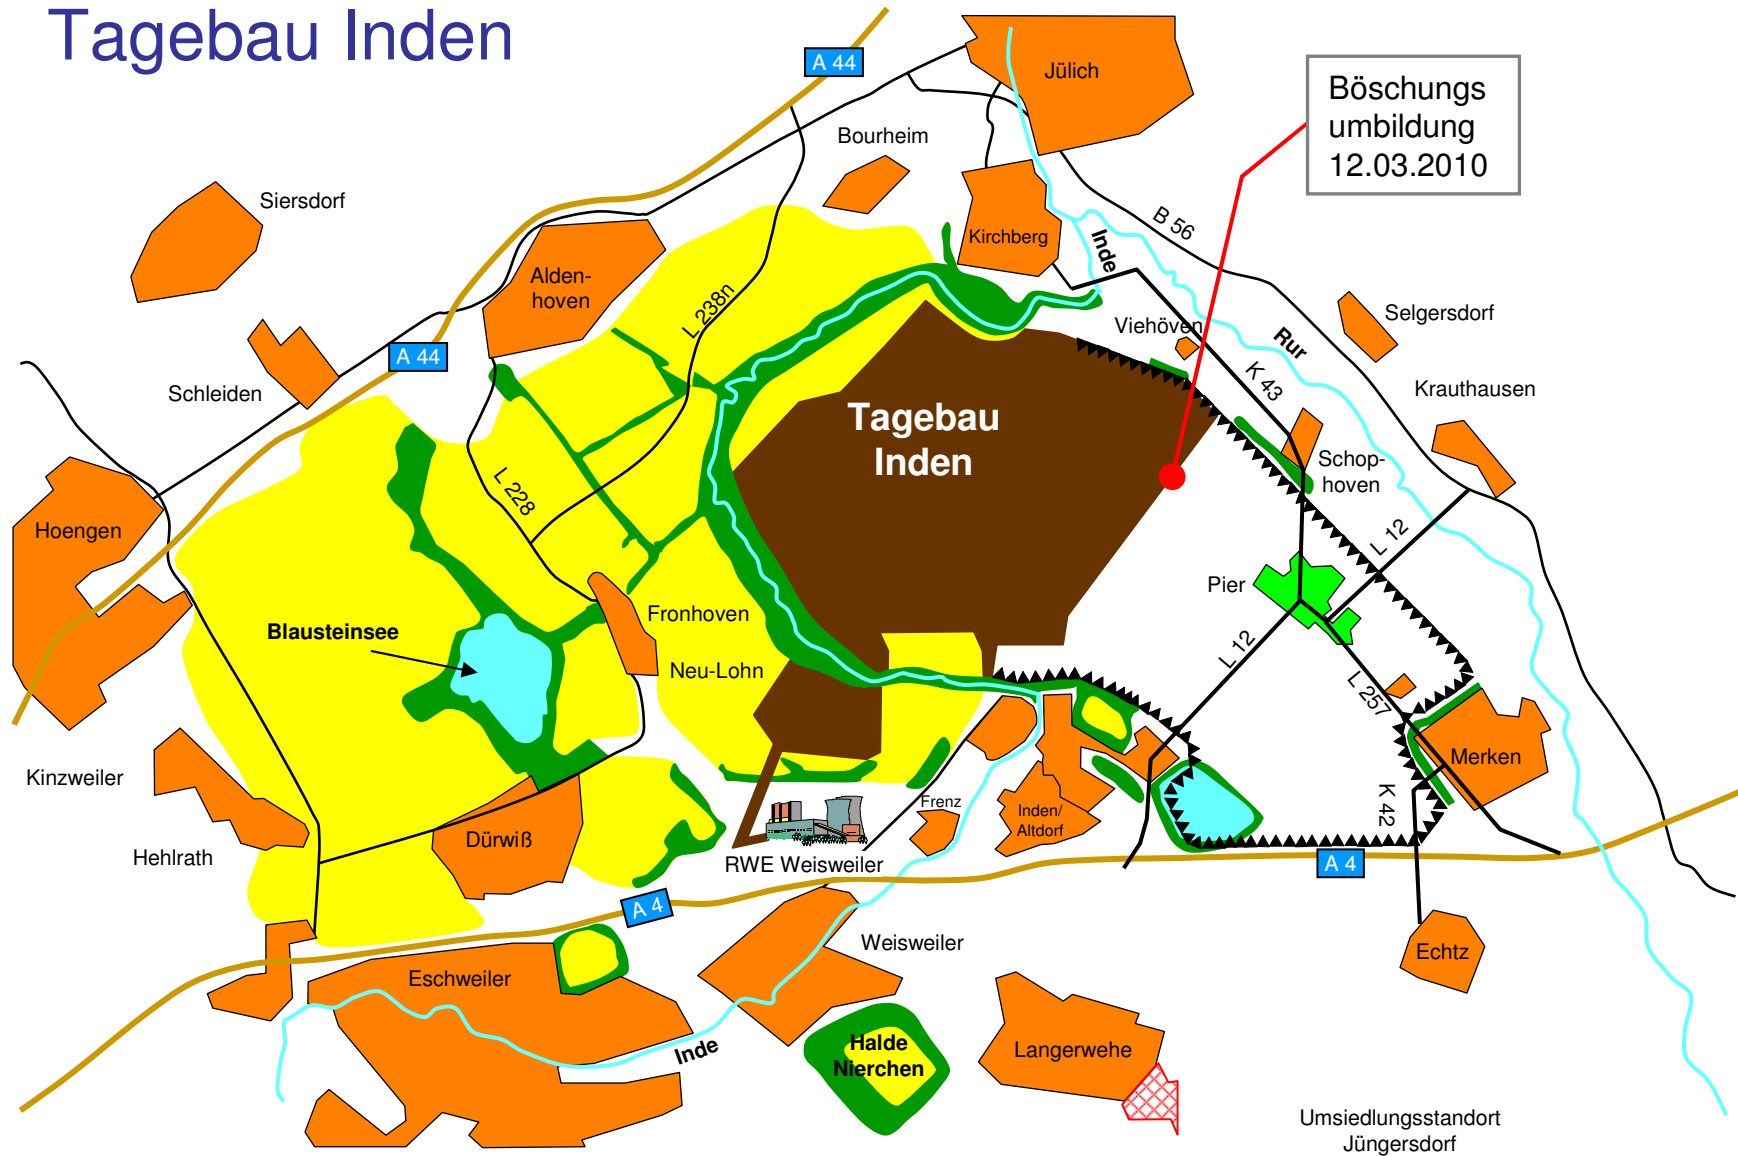 Tagebau Inden
A 44
Jülich
Böschungs
umbildung
12.03.2010
Bourheim
Siersdorf
Kirchberg
Inde
B 56
Alden-
hoven
L 238n
Selgersdorf
Viehöven
Rur
A 44
Schleiden
K 43
Krauthausen
Tagebau
Inden
Schop-
hoven
L 228
Hoengen
L 12
Pier
Fronhoven
Blausteinsee
L 12
Neu-Lohn
L 257
Merken
Kinzweiler
Frenz
Inden/
Altdorf
K 42
Dürwiß
Hehlrath
RWE Weisweiler
A 4
A 4
Weisweiler
Echtz
Eschweiler
Halde
Nierchen
Inde
Langerwehe
Umsiedlungsstandort
Jüngersdorf